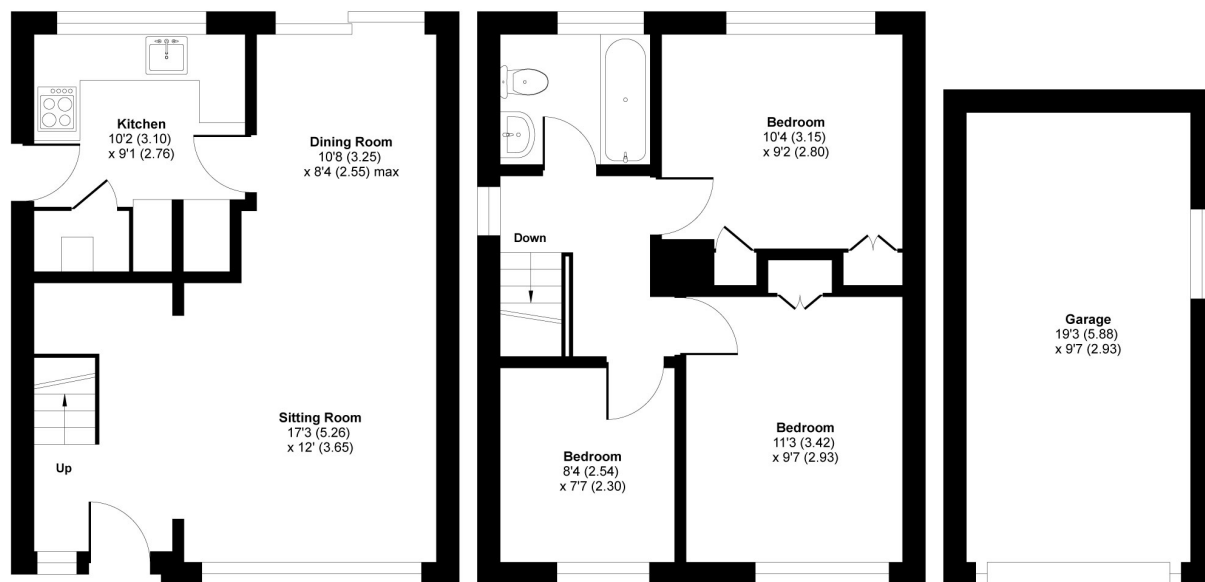 Kitchen
10'2 (3.10)
x 9'1 (2.76)
Dining Room
10'8 (3.25)
x 8'4 (2.55) max
Sitting Room
17'3 (5.26)
x 12' (3.65)
Up
Bedroom
10'4 (3.15)
x 9'2 (2.80)
Down
Bedroom
8'4 (2.54)
x 7'7 (2.30)
Bedroom
11'3 (3.42)
x 9'7 (2.93)
Garage
19'3 (5.88)
x 9'7 (2.93)